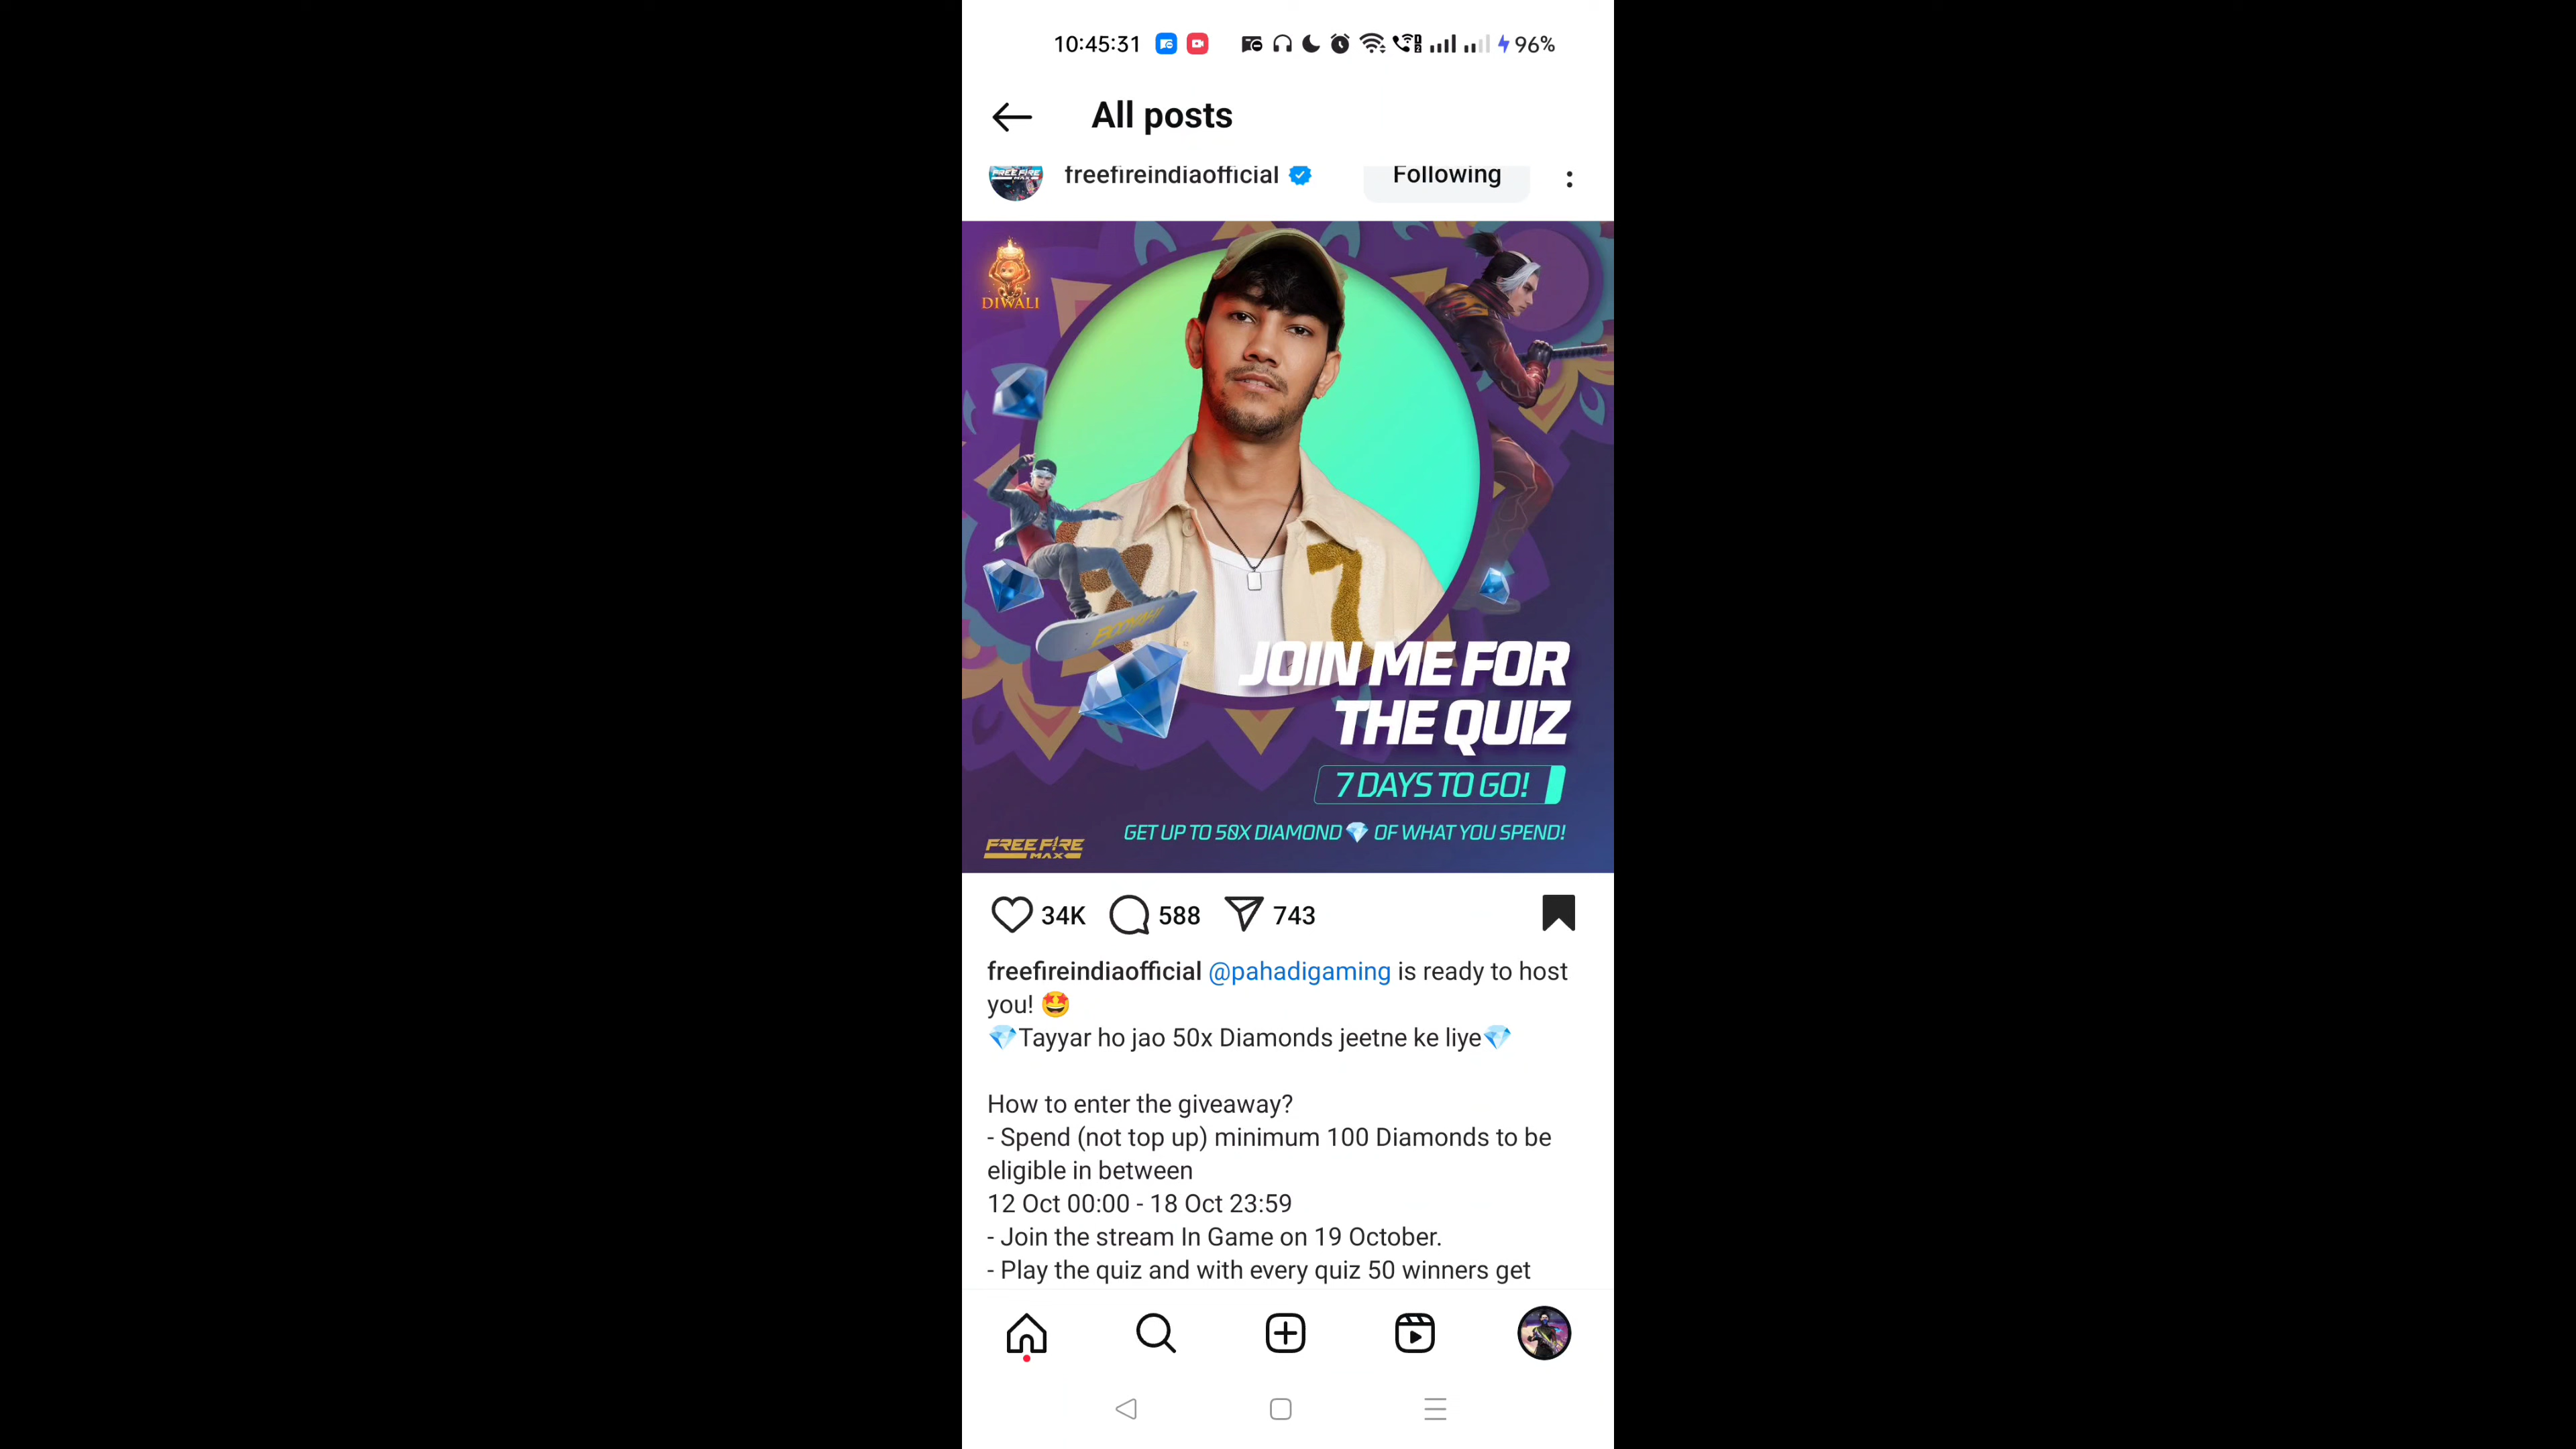 10:45:31 96%
All posts
freefireindiaofficial Following
DIWALI
BOOYAH!
JOIN ME FOR
THE QUIZ
7 DAYS TO GO!
GET UP TO 50X DIAMOND 💎 OF WHAT YOU SPEND!
FREE FIRE
MAX
34K 588 743
freefireindiaofficial @pahadigaming is ready to host
you! 🤩
💎Tayyar ho jao 50x Diamonds jeetne ke liye💎
How to enter the giveaway?
- Spend (not top up) minimum 100 Diamonds to be
eligible in between
12 Oct 00:00 - 18 Oct 23:59
- Join the stream In Game on 19 October.
- Play the quiz and with every quiz 50 winners get